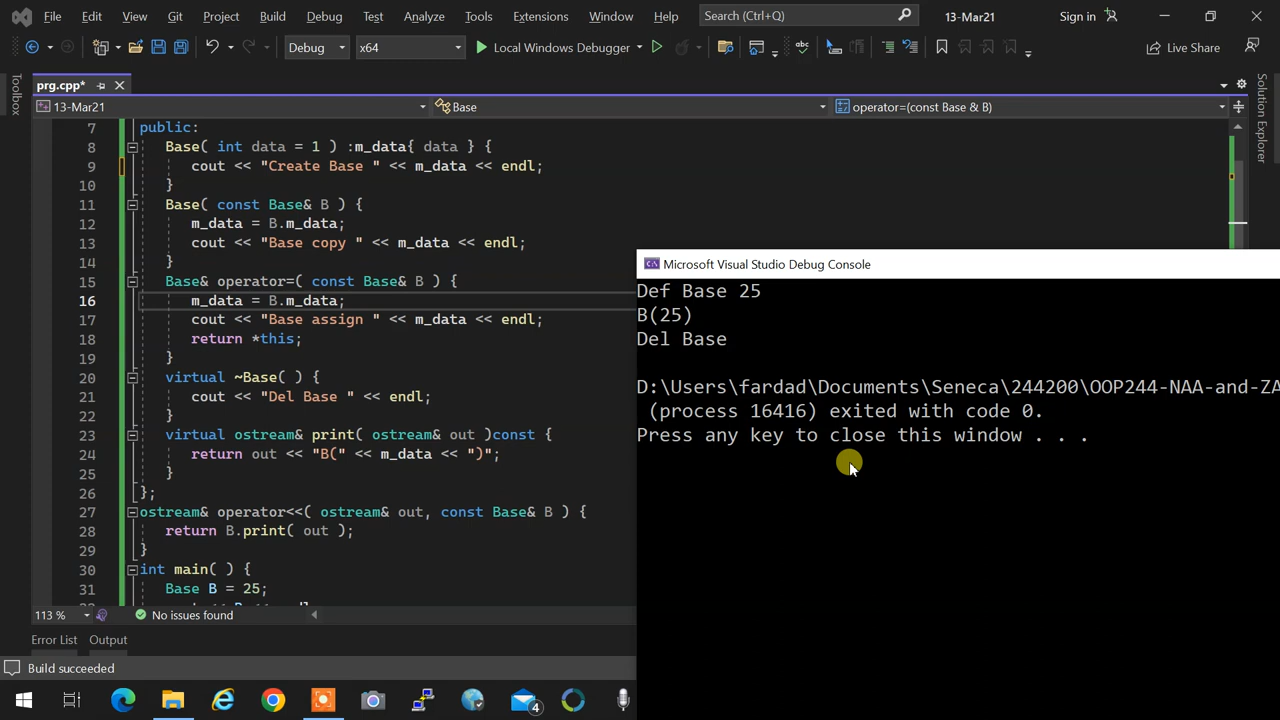 File Edit View Git Project Build Debug Test Analyze Tools Extensions Window Help Search (Ctrl+Q) 13-Mar21 Sign in
Debug x64 Local Windows Debugger Live Share
Toolbox
prg.cpp*
Solution Explorer
13-Mar21 Base operator=(const Base & B)
7 public:
8 Base( int data = 1 ) :m_data{ data } {
9 cout << "Create Base " << m_data << endl;
10 }
11 Base( const Base& B ) {
12 m_data = B.m_data;
13 cout << "Base copy " << m_data << endl;
14 }
15 Base& operator=( const Base& B ) {
16 m_data = B.m_data;
17 cout << "Base assign " << m_data << endl;
18 return *this;
19 }
20 virtual ~Base( ) {
21 cout << "Del Base " << endl;
22 }
23 virtual ostream& print( ostream& out )const {
24 return out << "B(" << m_data << ")";
25 }
26 };
27 ostream& operator<<( ostream& out, const Base& B ) {
28 return B.print( out );
29 }
30 int main( ) {
31 Base B = 25;
Microsoft Visual Studio Debug Console
Def Base 25
B(25)
Del Base
D:\Users\fardad\Documents\Seneca\244200\OOP244-NAA-and-ZA
(process 16416) exited with code 0.
Press any key to close this window . . .
113 % No issues found
Error List Output
Build succeeded
4